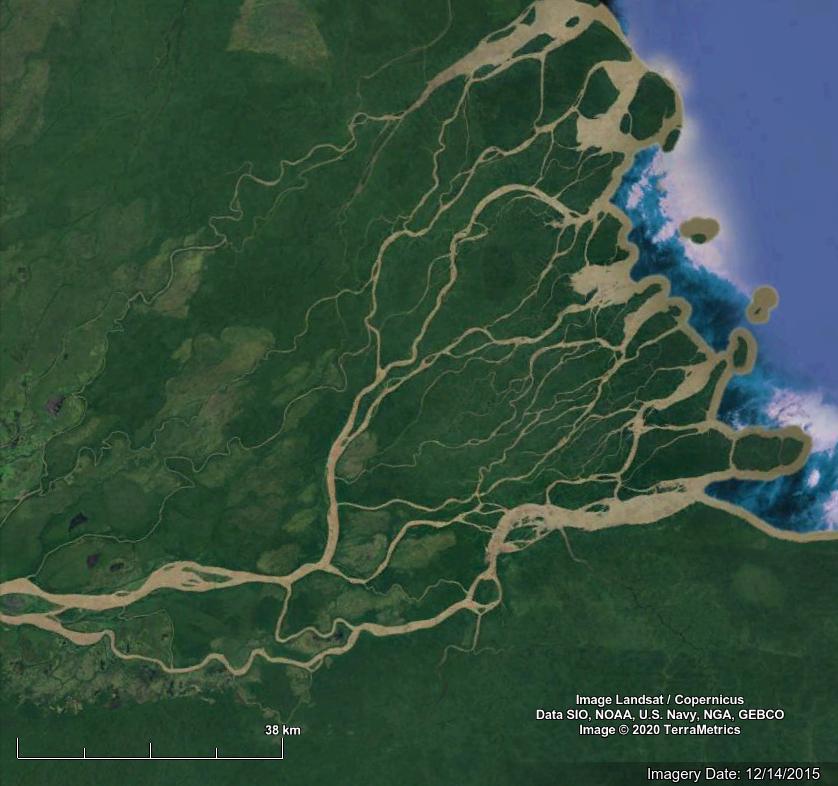 Image Landsat / Copernicus
Data SIO, NOAA, U.S. Navy, NGA, GEBCO
Image © 2020 TerraMetrics
38 km
Imagery Date: 12/14/2015